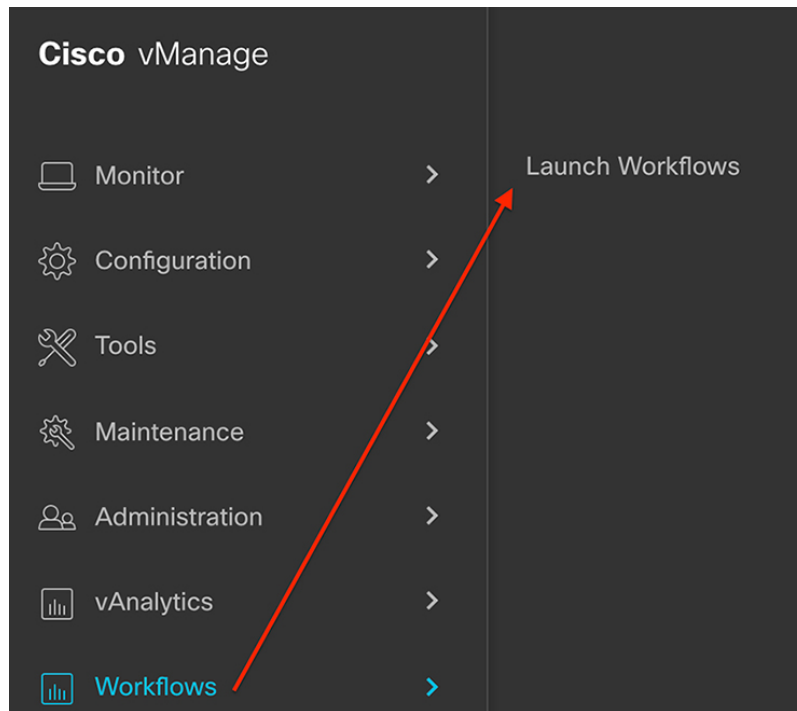 Cisco vManage
Monitor
Configuration
Tools
Maintenance
Administration
vAnalytics
Workflows
Launch Workflows